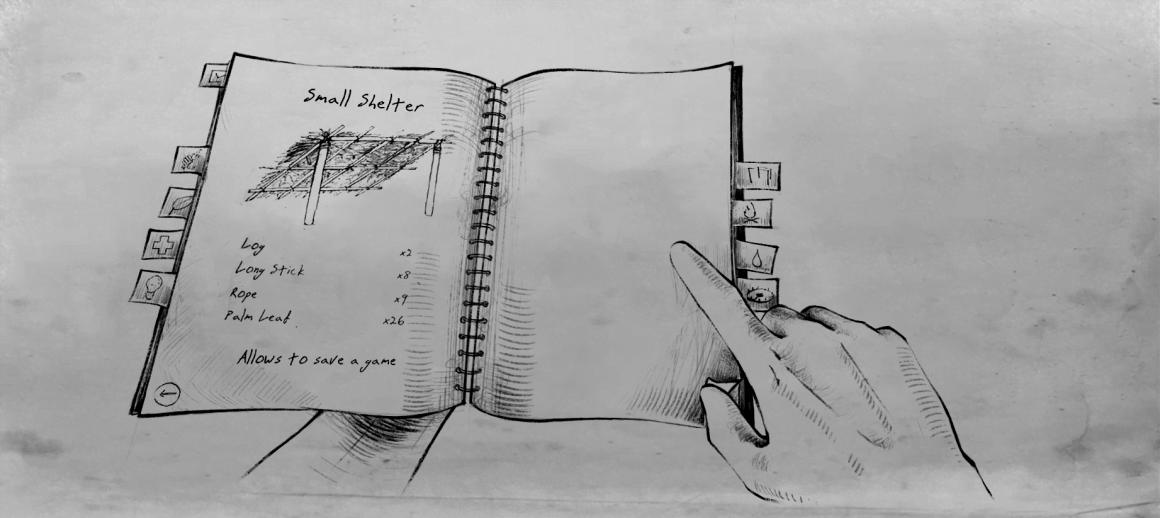 Small Shelter
Log x2
Long Stick x8
Rope x9
Palm Leaf x26
Allows to save a game